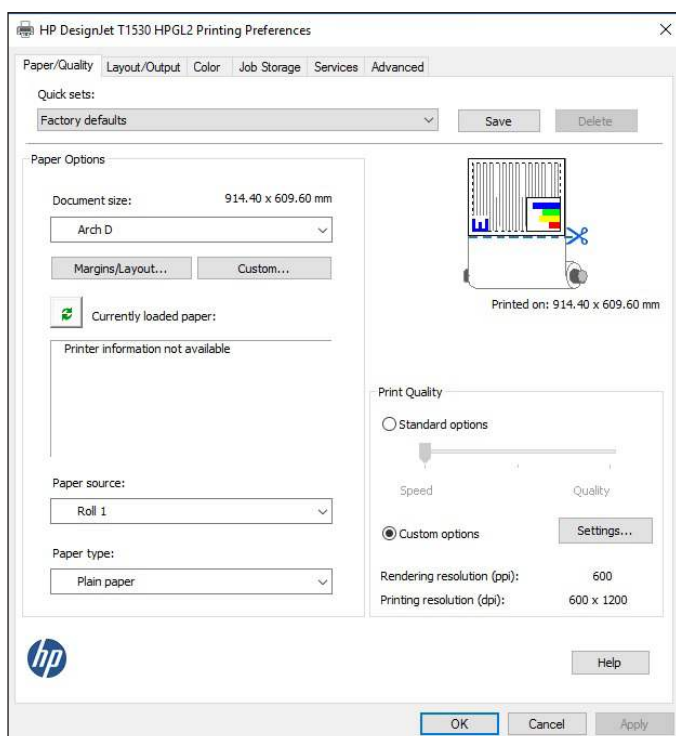 HP DesignJet T1530 HPGL2 Printing Preferences
Paper/Quality Layout/Output Color Job Storage Services Advanced
Quick sets:
Factory defaults
Save
Delete
Paper Options
Document size: 914.40 x 609.60 mm
Arch D
Margins/Layout...
Custom...
Currently loaded paper:
Printer information not available
Paper source:
Roll 1
Paper type:
Plain paper
E
Printed on: 914.40 x 609.60 mm
Print Quality
Standard options
Speed Quality
Custom options
Settings...
Rendering resolution (ppi): 600
Printing resolution (dpi): 600 x 1200
hp
Help
OK
Cancel
Apply